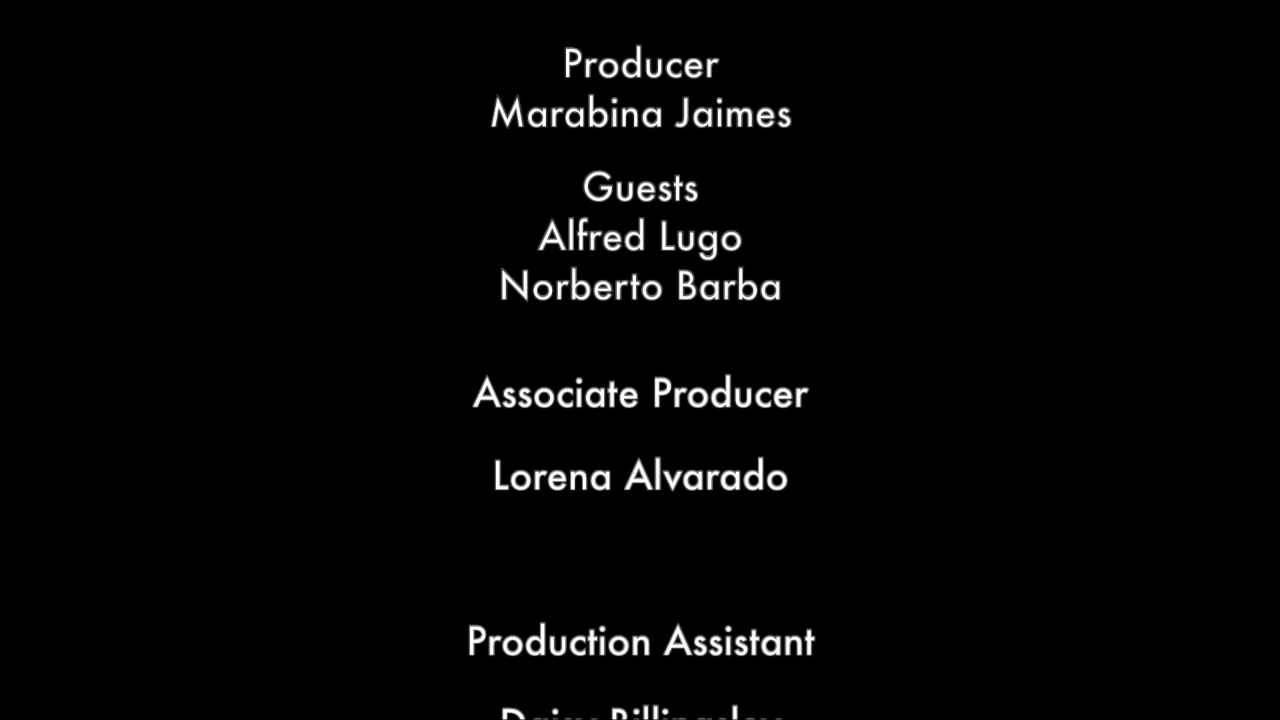 Producer
Marabina Jaimes
Guests
Alfred Lugo
Norberto Barba
Associate Producer
Lorena Alvarado
Production Assistant